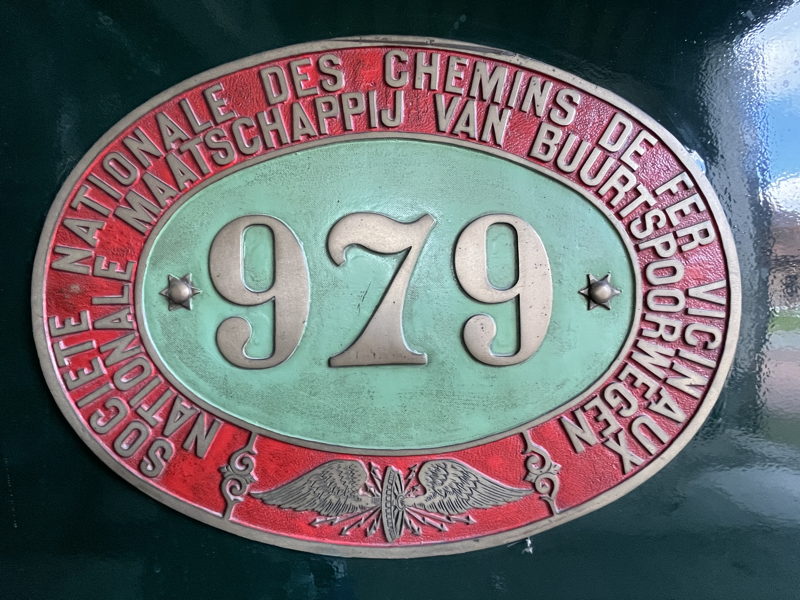 SOCIETE NATIONALE DES CHEMINS DE FER VICINAUX
NATIONALE MAATSCHAPPIJ VAN BUURTSPOORWEGEN
979